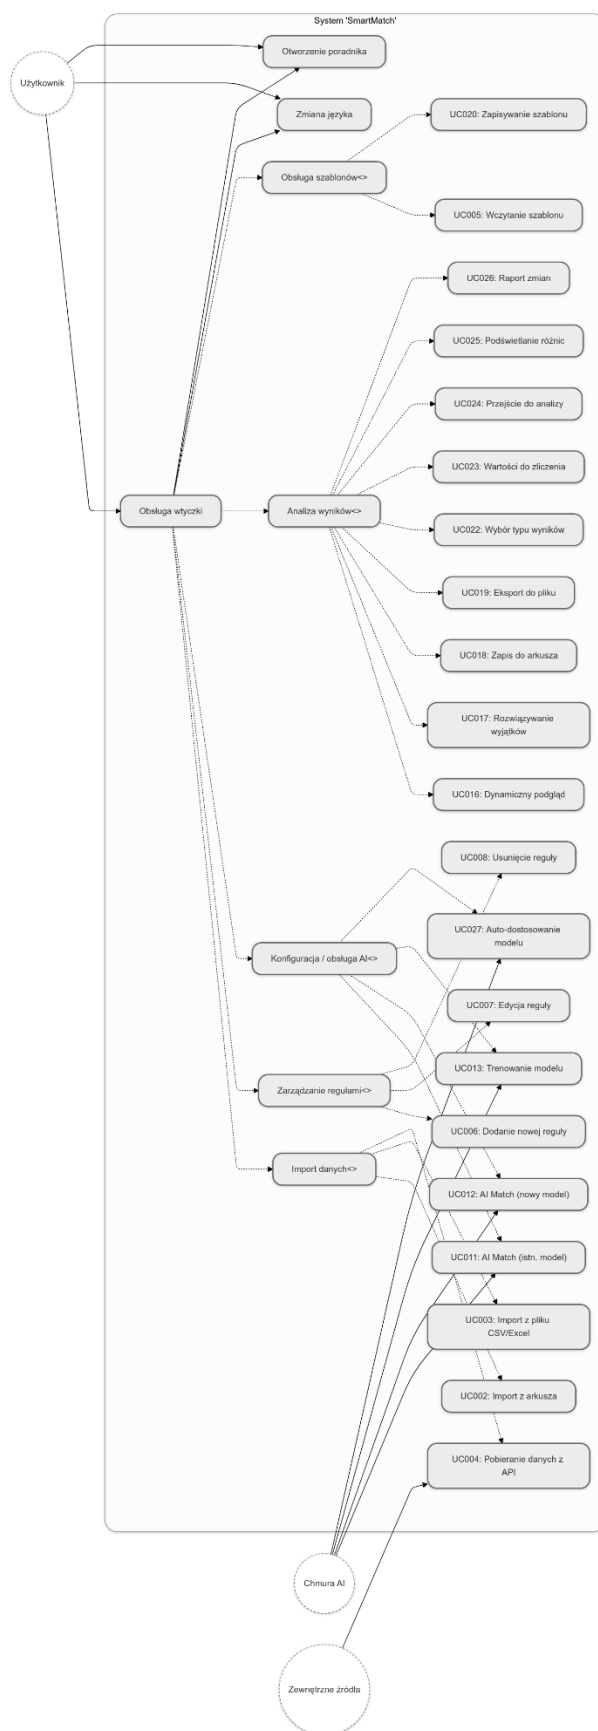 System 'SmartMatch'
Otworzenie poradnika
Użytkownik
Zmiana języka
UC020: Zapisywanie szablonu
Obsługa szablonów<>
UC005: Wczytanie szablonu
UC026: Raport zmian
UC025: Podświetlanie różnic
UC024: Przejście do analizy
UC023: Wartości do zliczenia
Obsługa wtyczki
Analiza wyników<>
UC022: Wybór typu wyników
UC019: Eksport do pliku
UC018: Zapis do arkusza
UC017: Rozwiązywanie
wyjątków
UC016: Dynamiczny podgląd
UC008: Usunięcie reguły
UC027: Auto-dostosowanie
modelu
Konfiguracja / obsługa AI<>
UC007: Edycja reguły
UC013: Trenowanie modelu
Zarządzanie regułami<>
UC006: Dodanie nowej reguły
Import danych<>
UC012: AI Match (nowy model)
UC011: AI Match (istn. model)
UC003: Import z pliku
CSV/Excel
UC002: Import z arkusza
UC004: Pobieranie danych z
API
Chmura AI
Zewnętrzne źródła